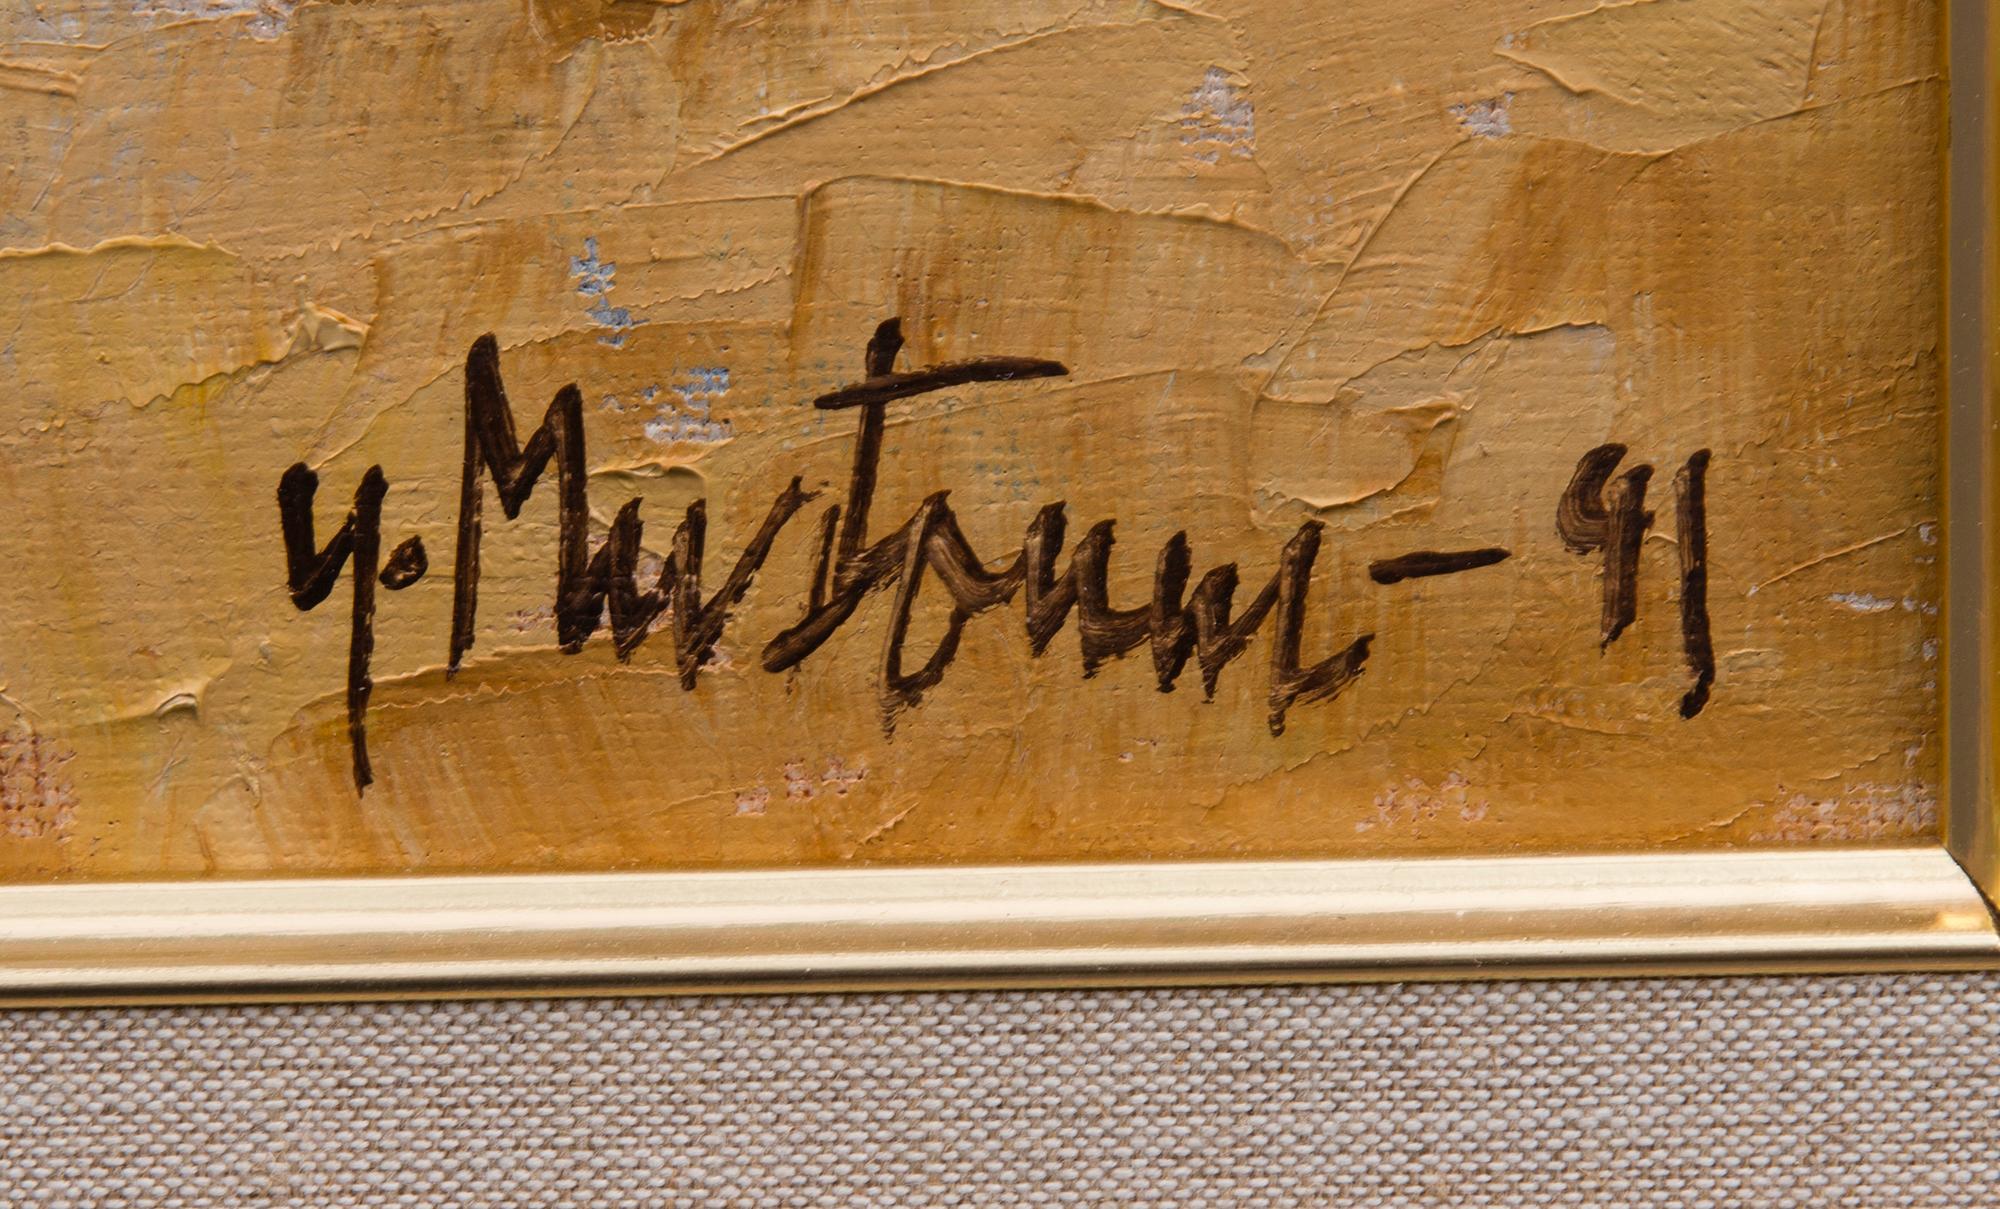 Y. Mustonen - 91